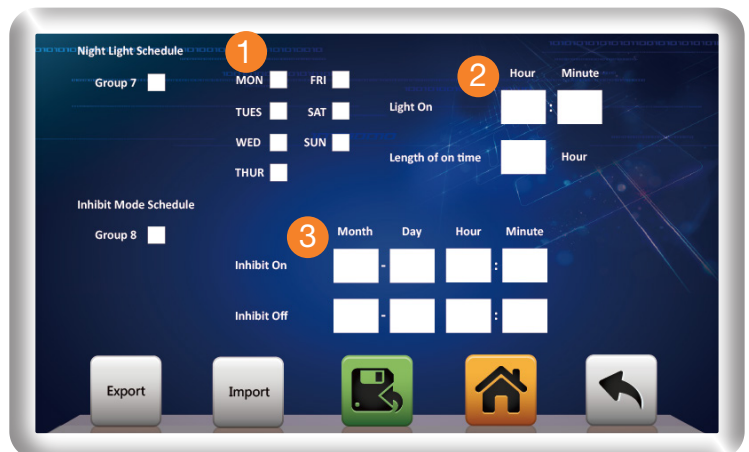 Night Light Schedule
1
Group 7
MON FRI
TUES SAT
WED SUN
THUR
2
Hour Minute
Light On :
Length of on time Hour
Inhibit Mode Schedule
Group 8
3
Month Day Hour Minute
Inhibit On - :
Inhibit Off - :
Export Import